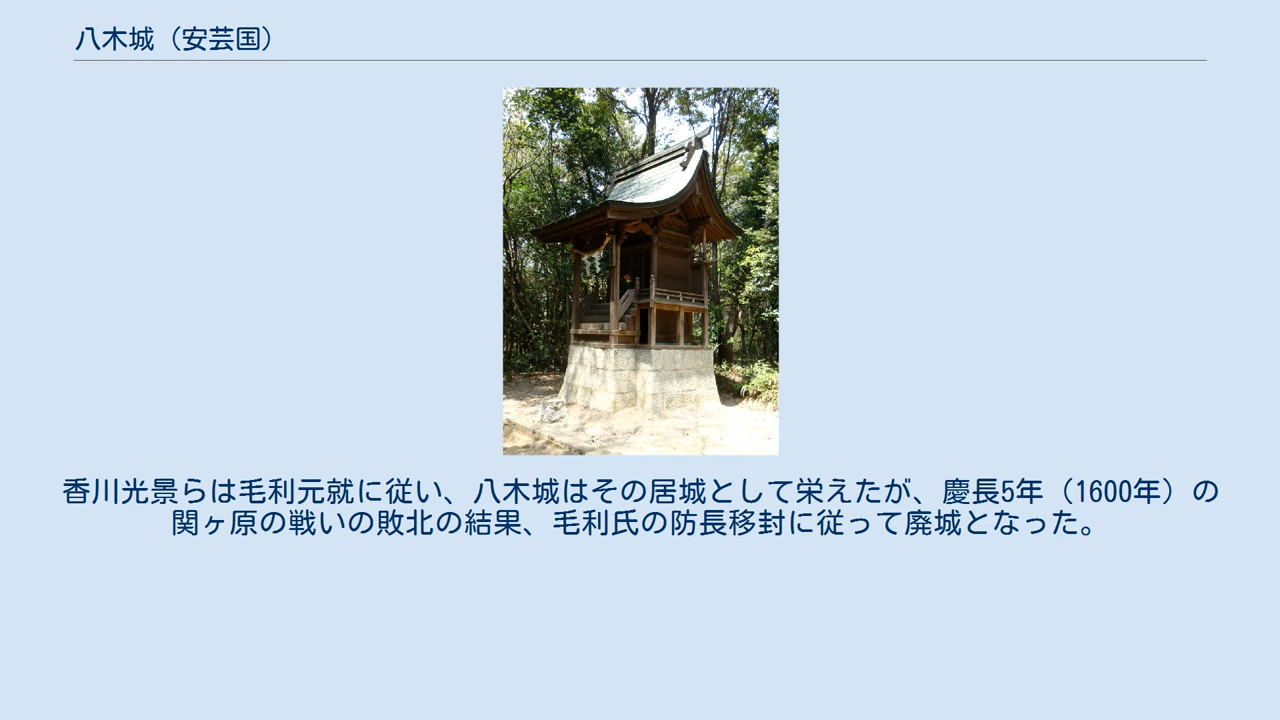 八木城（安芸国）
香川光景らは毛利元就に従い、八木城はその居城として栄えたが、慶長5年（1600年）の
関ヶ原の戦いの敗北の結果、毛利氏の防長移封に従って廃城となった。